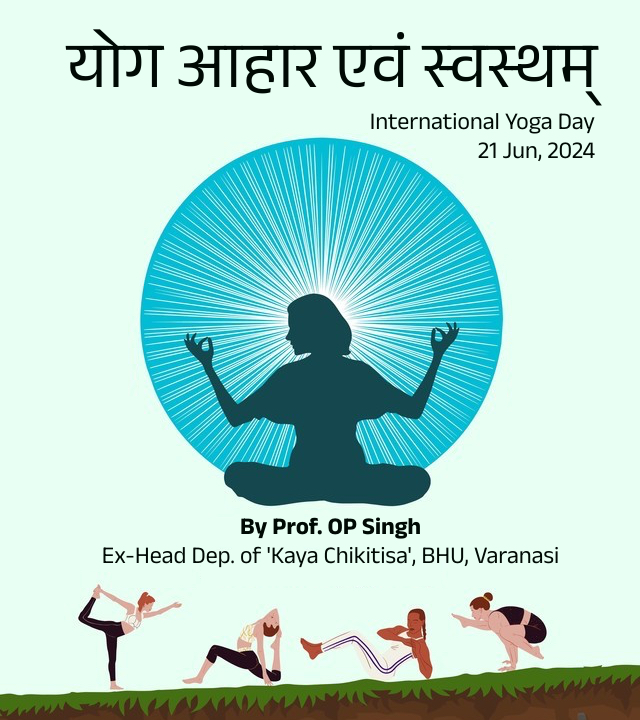 योग आहार एवं स्वस्थम्
International Yoga Day
21 Jun, 2024
By Prof. OP Singh
Ex-Head Dep. of 'Kaya Chikitisa', BHU, Varanasi